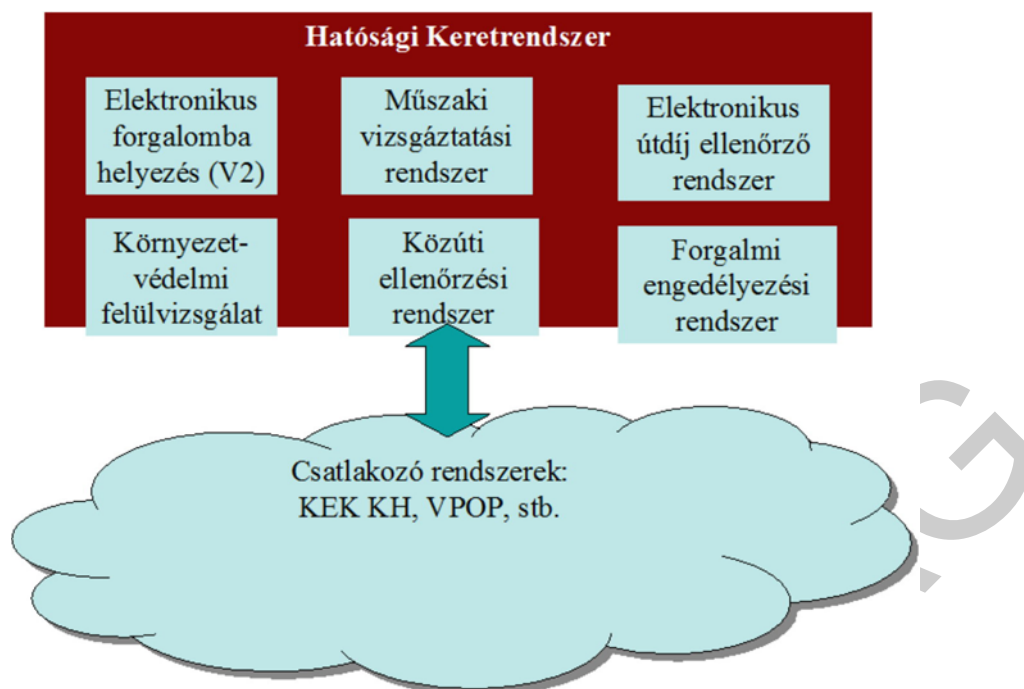 Hatósági Keretrendszer
Elektronikus
forgalomba
helyezés (V2)
Műszaki
vizsgáztatási
rendszer
Elektronikus
útdíj ellenőrző
rendszer
Környezet-
védelmi
felülvizsgálat
Közúti
ellenőrzési
rendszer
Forgalmi
engedélyezési
rendszer
Csatlakozó rendszerek:
KEK KH, VPOP, stb.